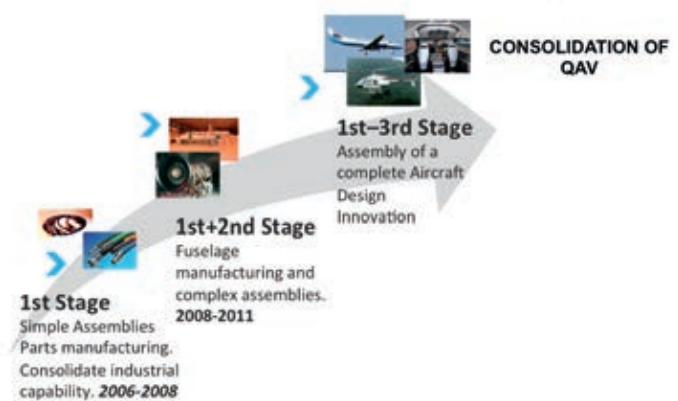 CONSOLIDATION OF
QAV
1st–3rd Stage
Assembly of a
complete Aircraft
Design
Innovation
1st+2nd Stage
Fuselage
manufacturing and
complex assemblies.
2008-2011
1st Stage
Simple Assemblies
Parts manufacturing.
Consolidate industrial
capability. 2006-2008